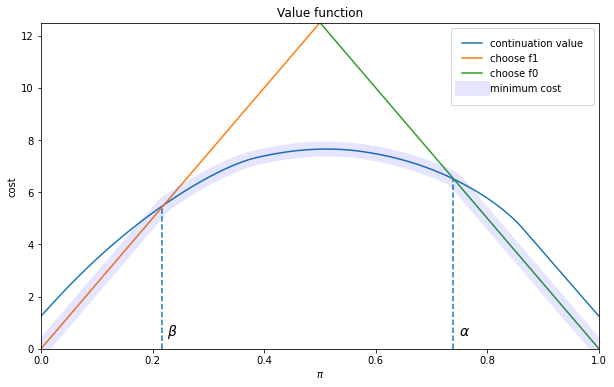 Value function
cost
12
10
8
6
4
2
0
continuation value
choose f1
choose f0
minimum cost
β
α
0.0 0.2 0.4 0.6 0.8 1.0
π